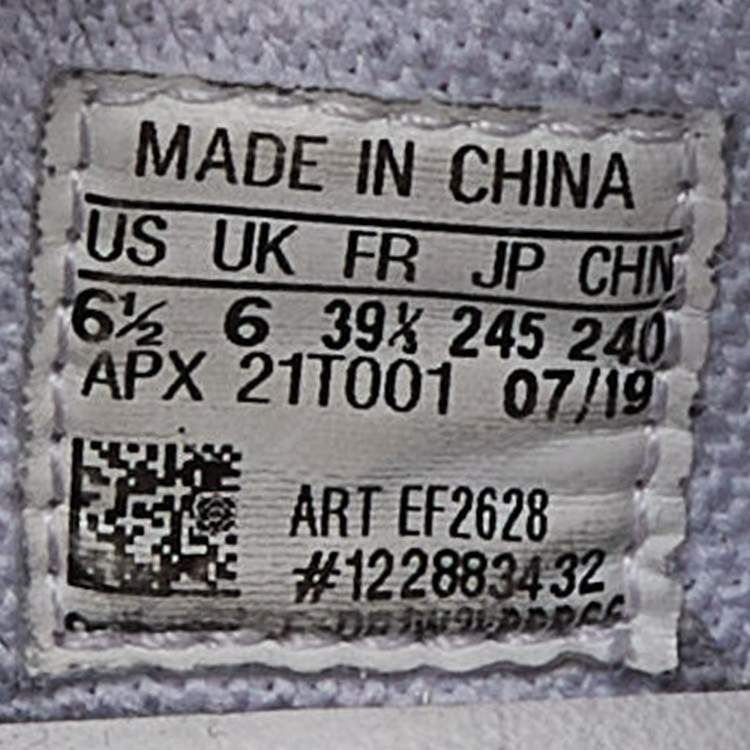 MADE IN CHINA
US UK FR JP CHN
6½ 6 39⅓ 245 240
APX 21T001 07/19
ART EF2628
#122883432